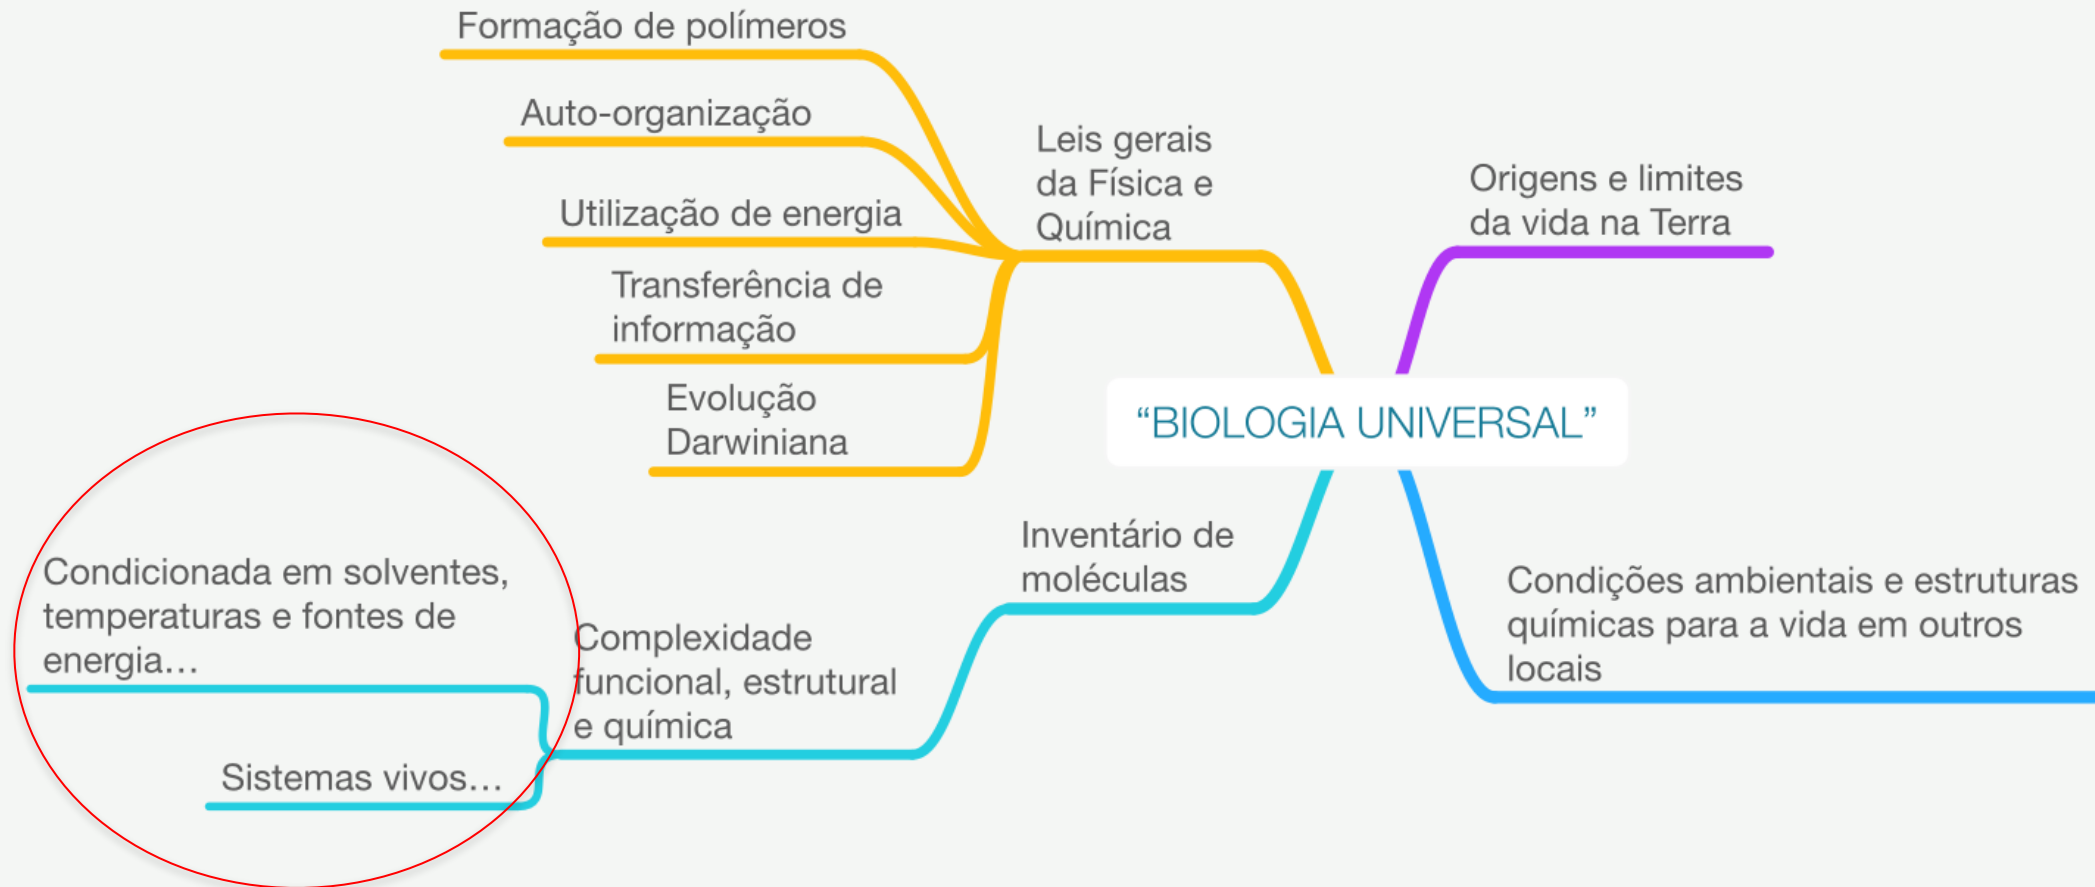 Formação de polímeros
Auto-organização
Utilização de energia
Transferência de
informação
Evolução
Darwiniana
Leis gerais
da Física e
Química
Origens e limites
da vida na Terra
“BIOLOGIA UNIVERSAL”
Inventário de
moléculas
Complexidade
funcional, estrutural
e química
Condicionada em solventes,
temperaturas e fontes de
energia...
Sistemas vivos...
Condições ambientais e estruturas
químicas para a vida em outros
locais